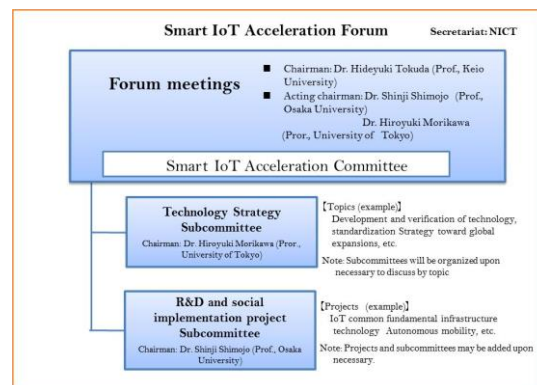 Smart IoT Acceleration Forum
Secretariat: NICT
Forum meetings
■ Chairman: Dr. Hideyuki Tokuda (Prof., Keio
University)
■ Acting chairman: Dr. Shinji Shimojo (Prof.,
Osaka University)
Dr. Hiroyuki Morikawa
(Pror., University of Tokyo)
Smart IoT Acceleration Committee
Technology Strategy
Subcommittee
Chairman: Dr. Hiroyuki Morikawa (Pror.,
University of Tokyo)
【Topics (example)】
Development and verification of technology,
standardization Strategy toward global
expansions, etc.
Note: Subcommittees will be organized upon
necessary to discuss by topic
R&D and social
implementation project
Subcommittee
Chairman: Dr. Shinji Shimojo (Prof., Osaka
University)
【Projects (example)】
IoT common fundamental infrastructure
technology Autonomous mobility, etc.
Note: Projects and subcommittees may be added upon
necessary.